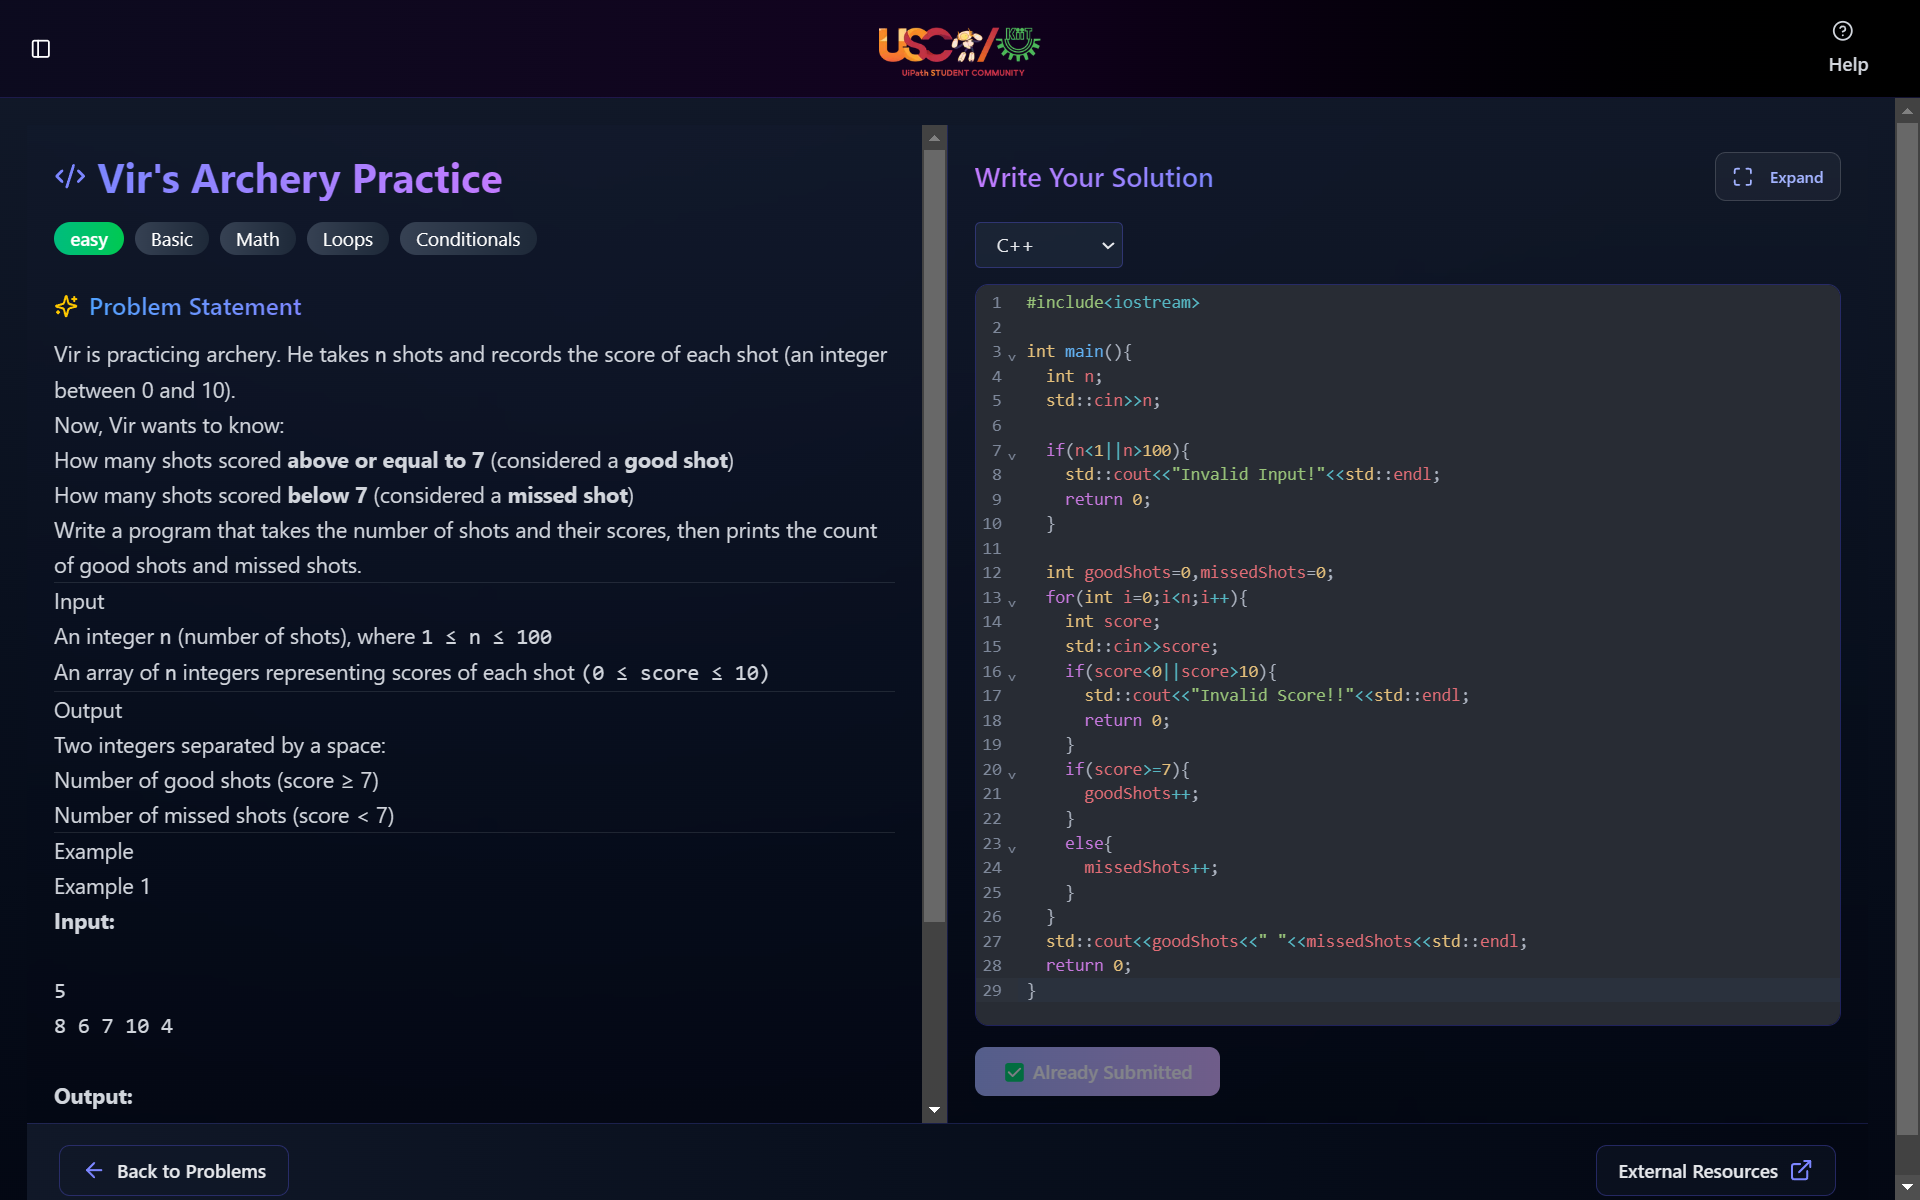 USC/KIIT
UiPath STUDENT COMMUNITY
Help
Vir's Archery Practice
easy Basic Math Loops Conditionals
Problem Statement
Vir is practicing archery. He takes n shots and records the score of each shot (an integer
between 0 and 10).
Now, Vir wants to know:
How many shots scored above or equal to 7 (considered a good shot)
How many shots scored below 7 (considered a missed shot)
Write a program that takes the number of shots and their scores, then prints the count
of good shots and missed shots.
Input
An integer n (number of shots), where 1 ≤ n ≤ 100
An array of n integers representing scores of each shot (0 ≤ score ≤ 10)
Output
Two integers separated by a space:
Number of good shots (score ≥ 7)
Number of missed shots (score < 7)
Example
Example 1
Input:
5
8 6 7 10 4
Output:
Write Your Solution
Expand
C++
1 #include<iostream>
2
3 int main(){
4 int n;
5 std::cin>>n;
6
7 if(n<1||n>100){
8 std::cout<<"Invalid Input!"<<std::endl;
9 return 0;
10 }
11
12 int goodShots=0,missedShots=0;
13 for(int i=0;i<n;i++){
14 int score;
15 std::cin>>score;
16 if(score<0||score>10){
17 std::cout<<"Invalid Score!!"<<std::endl;
18 return 0;
19 }
20 if(score>=7){
21 goodShots++;
22 }
23 else{
24 missedShots++;
25 }
26 }
27 std::cout<<goodShots<<" "<<missedShots<<std::endl;
28 return 0;
29 }
Already Submitted
Back to Problems
External Resources